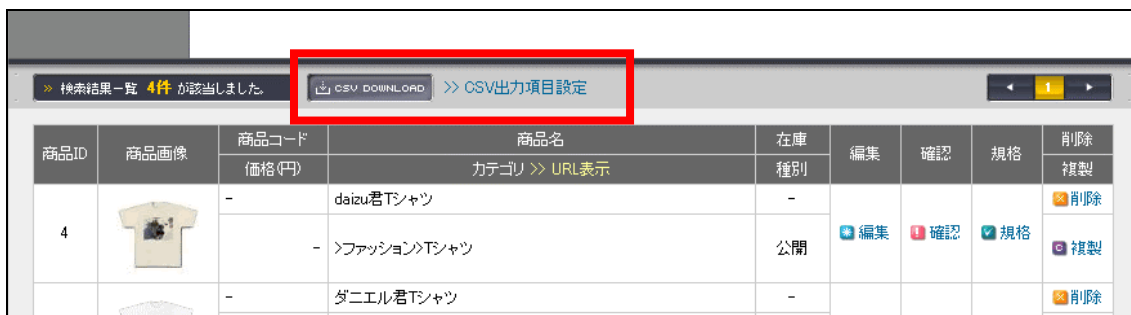 » 検索結果一覧 4件 が該当しました。 CSV DOWNLOAD >> CSV出力項目設定 1
商品ID 商品画像 商品コード 商品名 在庫 編集 確認 規格 削除
価格(円) カテゴリ >> URL表示 種別 複製
- daizu君Tシャツ - 削除
4 編集 確認 規格
- >ファッション>Tシャツ 公開 複製
- ダニエル君Tシャツ - 削除